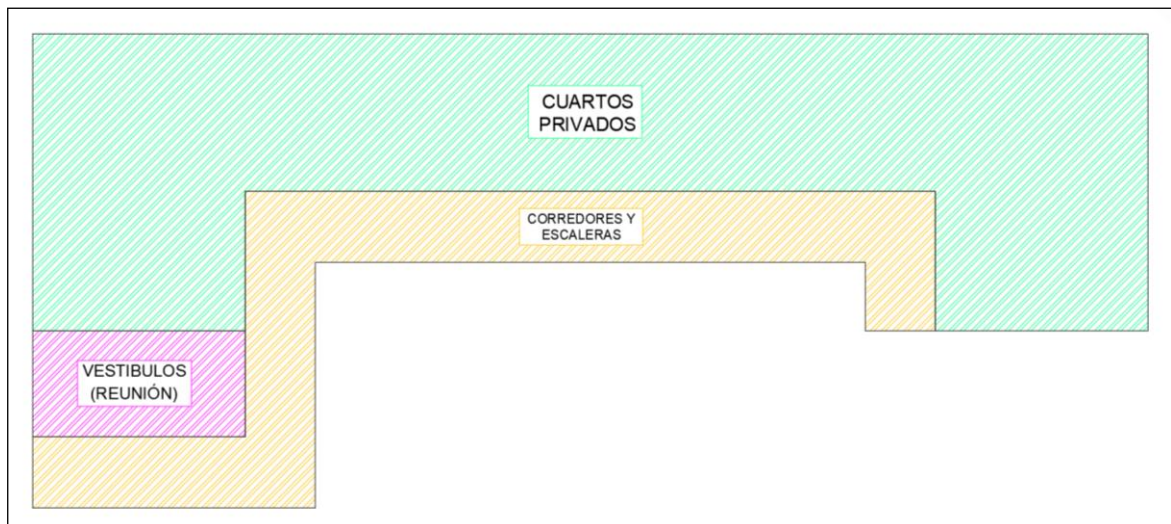 CUARTOS
PRIVADOS
CORREDORES Y
ESCALERAS
VESTIBULOS
(REUNIÓN)